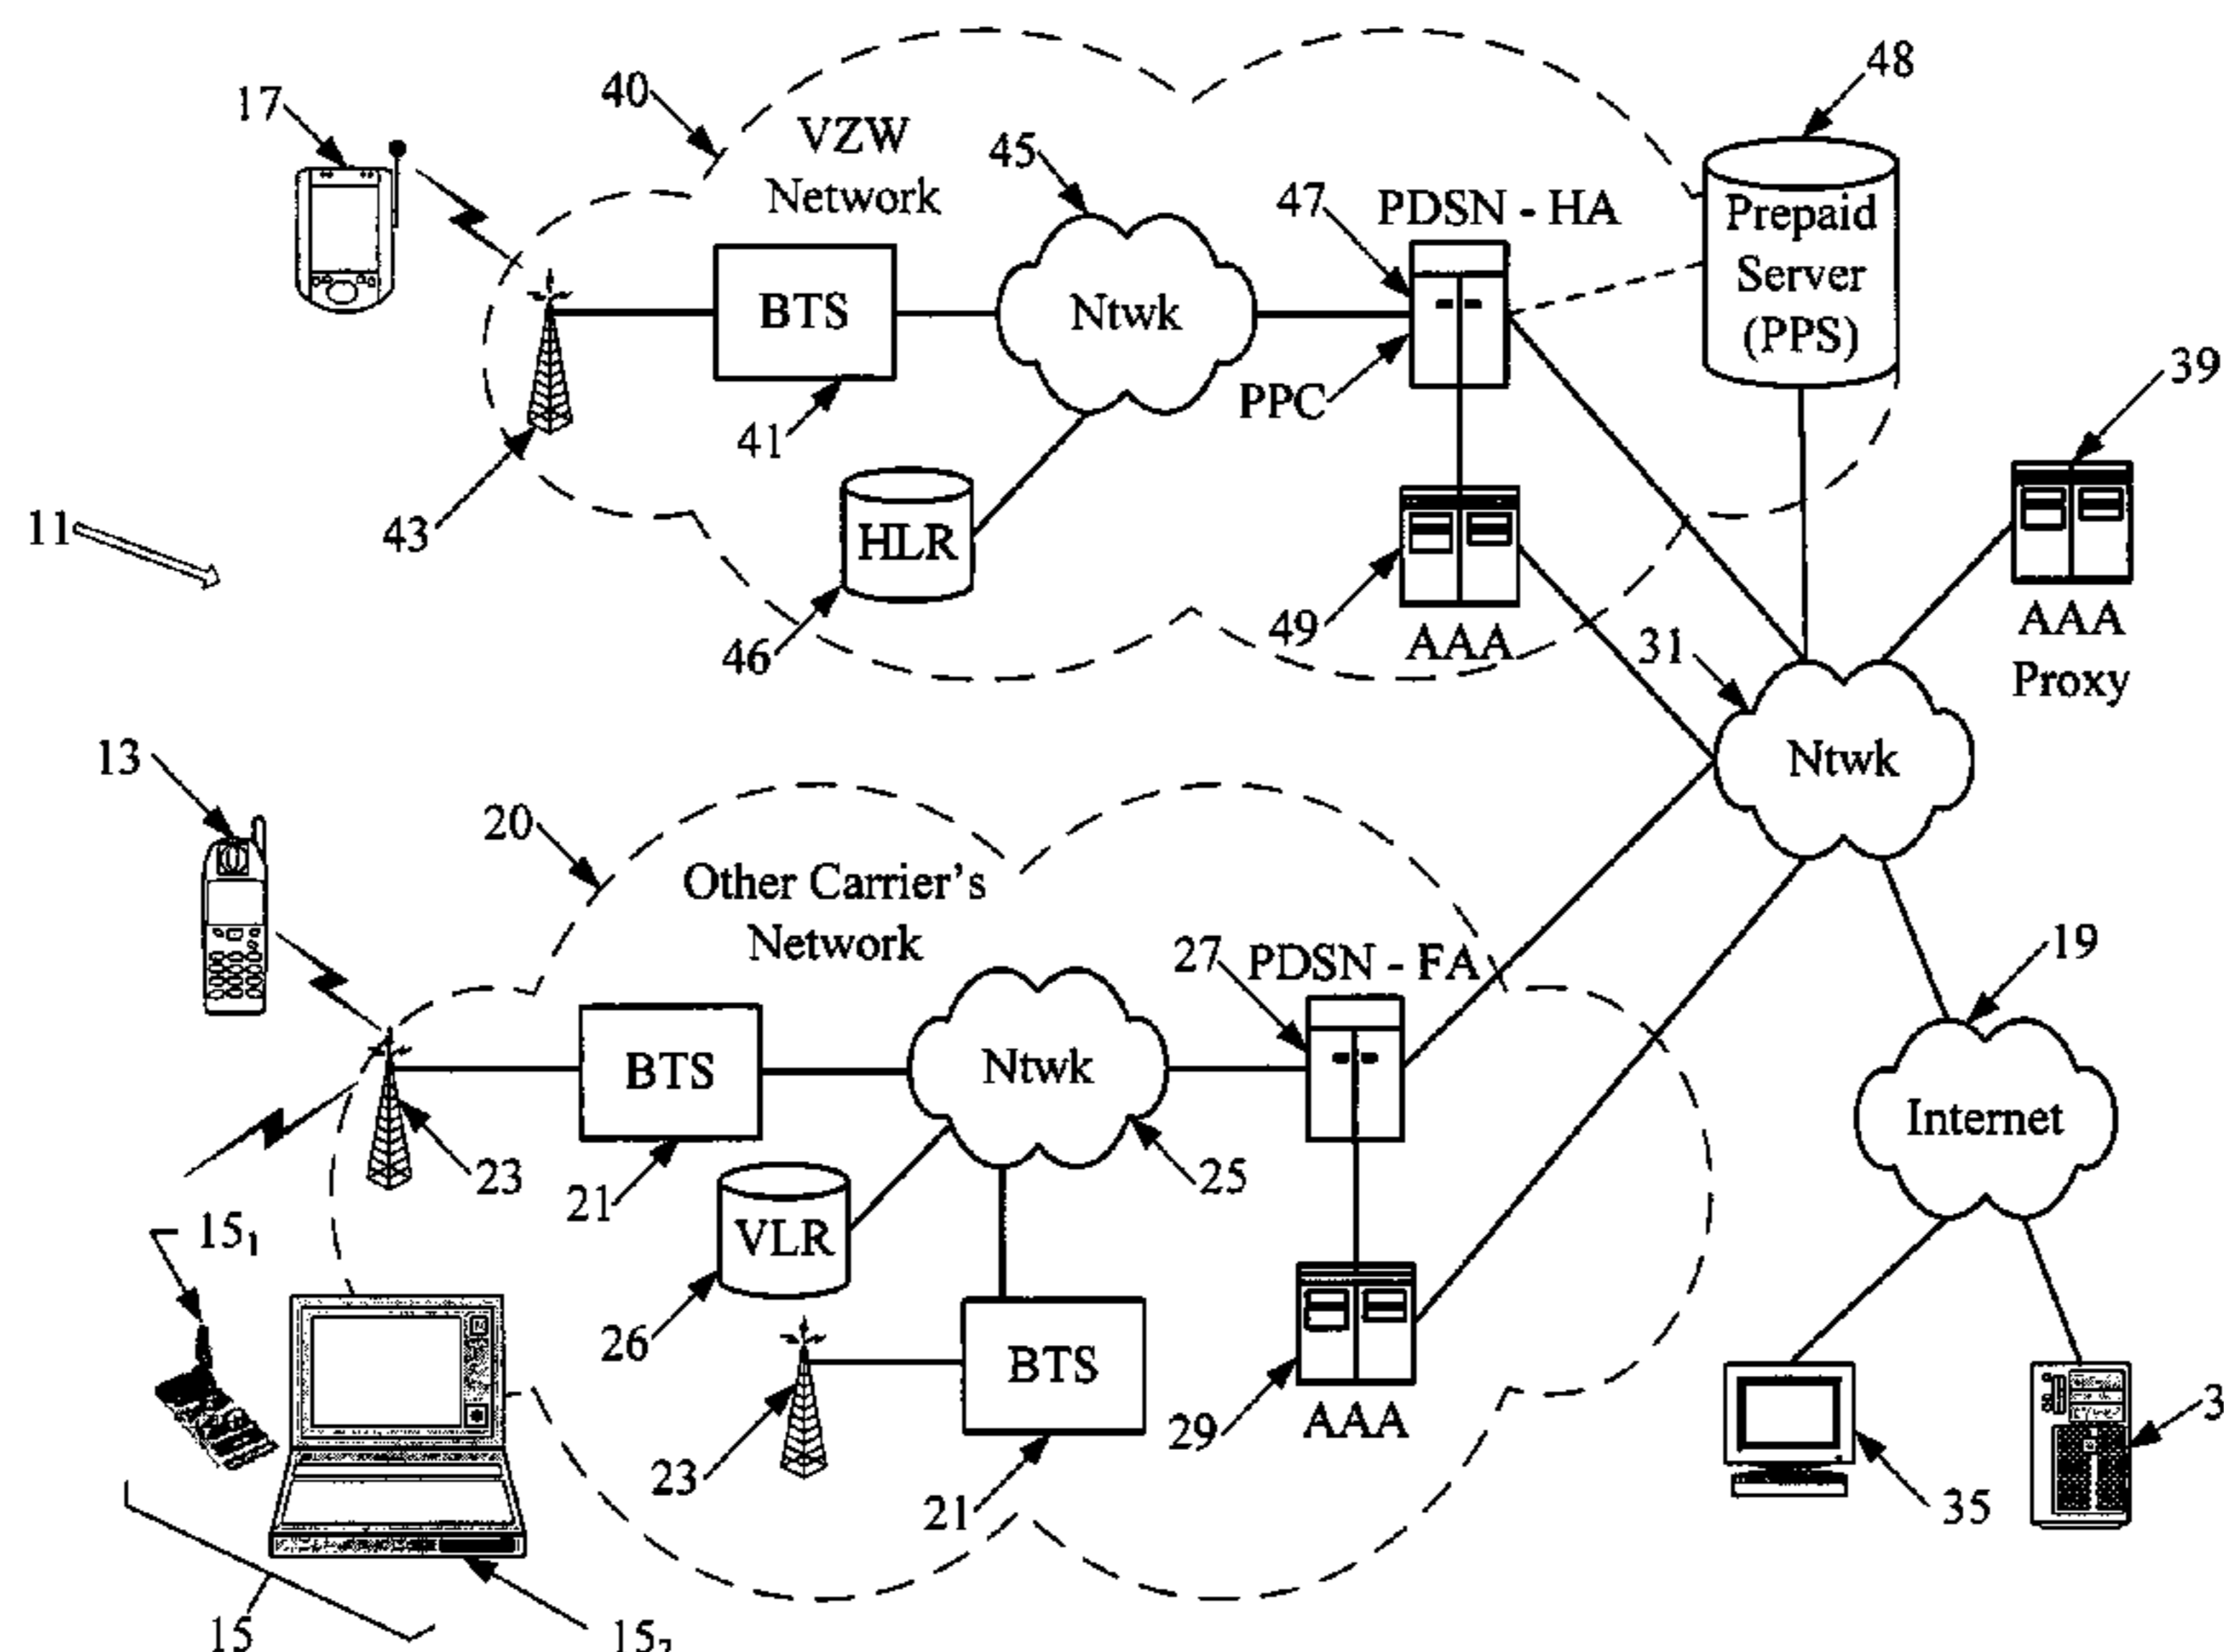 48
17
40
VZW
Network
45
47
PDSN - HA
Prepaid
Server
(PPS)
BTS
Ntwk
39
PPC
41
11
43
HLR
46
49
AAA
31
AAA
Proxy
Ntwk
13
20
Other Carrier's
Network
27
PDSN - FA
19
BTS
Ntwk
Internet
23
21
25
15₁
VLR
26
BTS
23
29
AAA
21
35
3
15
15₂